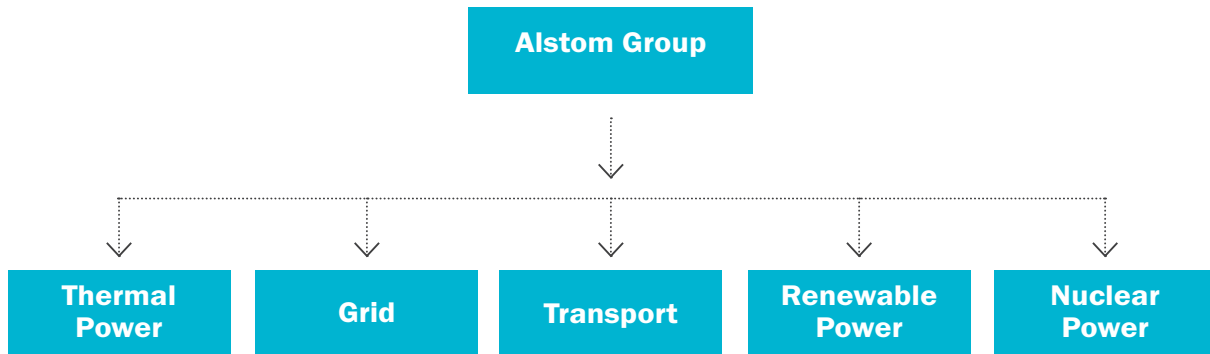 Alstom Group
Thermal
Power
Grid
Transport
Renewable
Power
Nuclear
Power